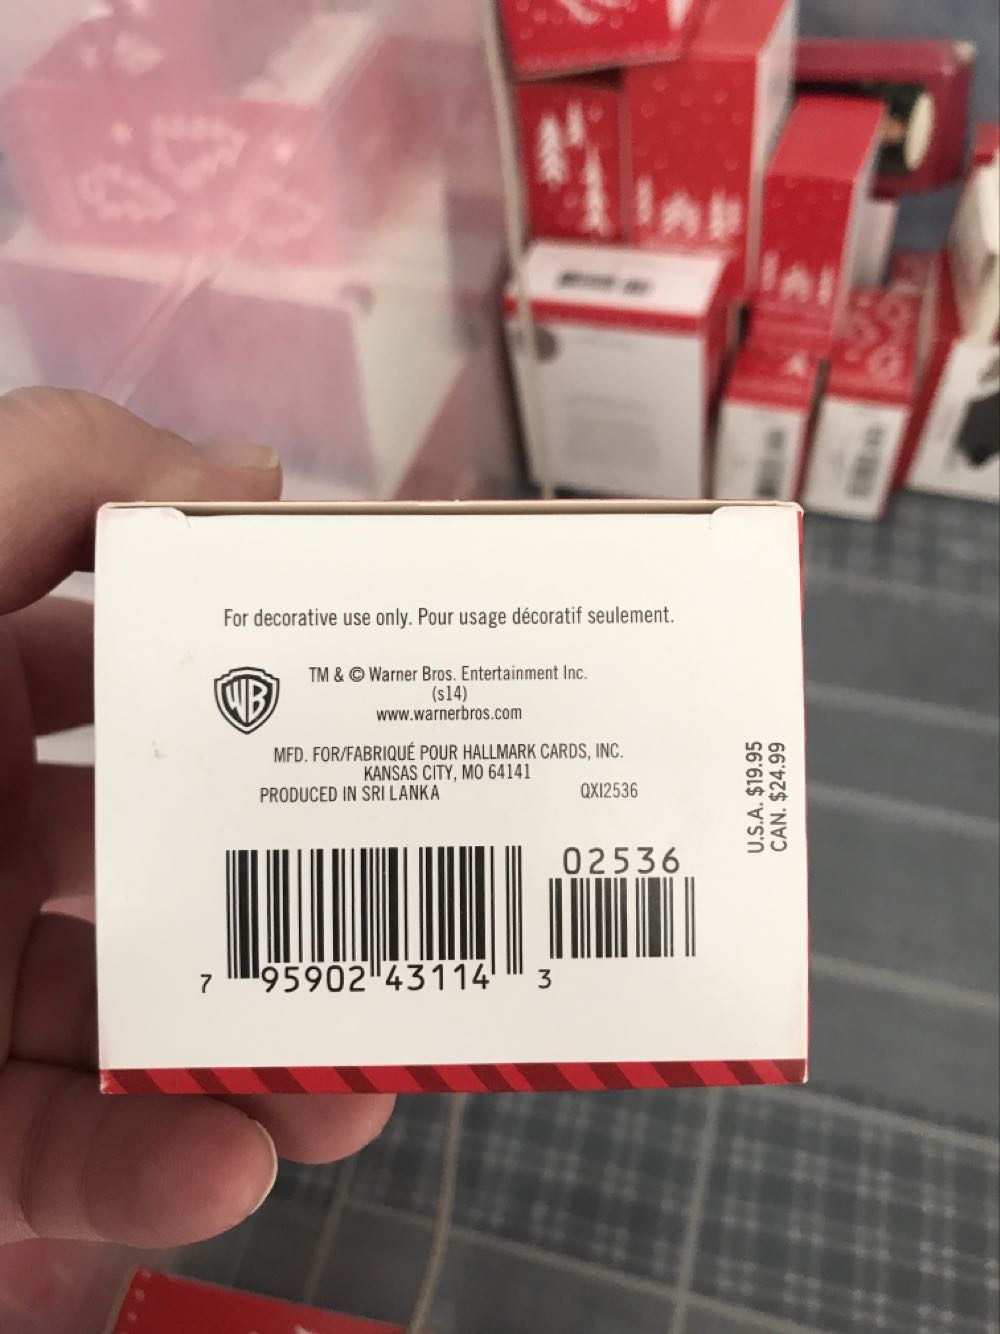 For decorative use only. Pour usage décoratif seulement.
WB
TM & © Warner Bros. Entertainment Inc.
(s14)
www.warnerbros.com
MFD. FOR/FABRIQUÉ POUR HALLMARK CARDS, INC.
KANSAS CITY, MO 64141
PRODUCED IN SRI LANKA QXI2536
U.S.A. $19.95
CAN. $24.99
02536
7 95902 43114 3